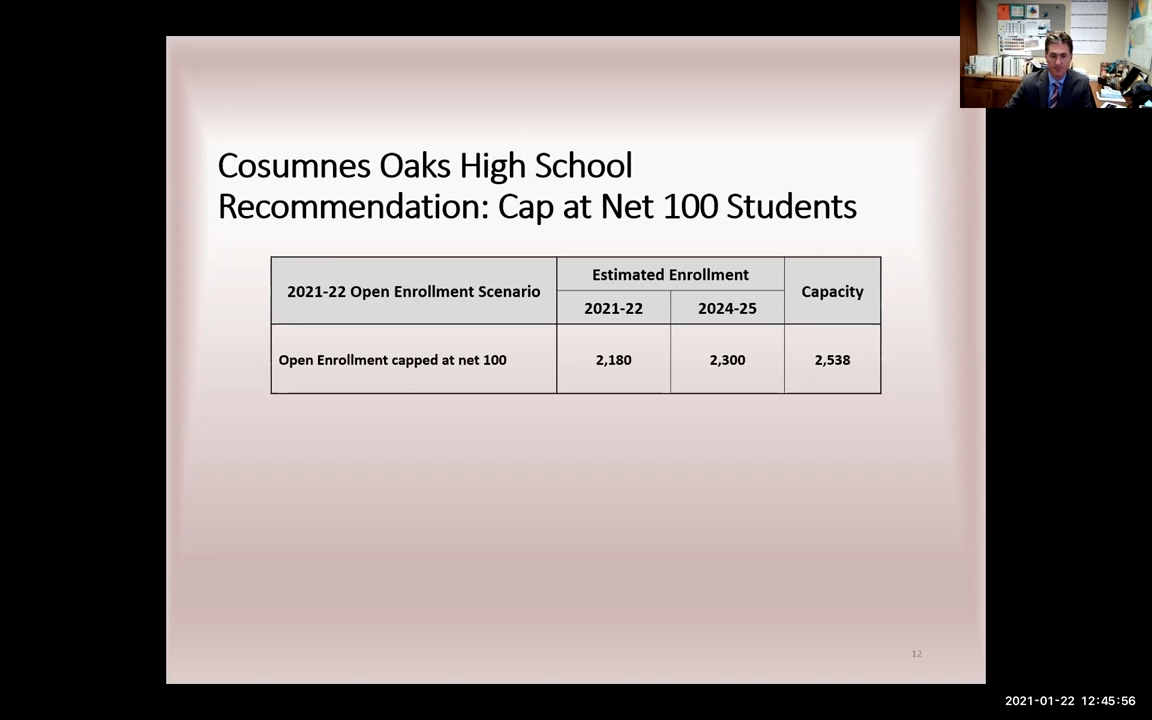 Cosumnes Oaks High School
Recommendation: Cap at Net 100 Students
2021-22 Open Enrollment Scenario
Estimated Enrollment
Capacity
2021-22
2024-25
Open Enrollment capped at net 100
2,180
2,300
2,538
12
2021-01-22 12:45:56